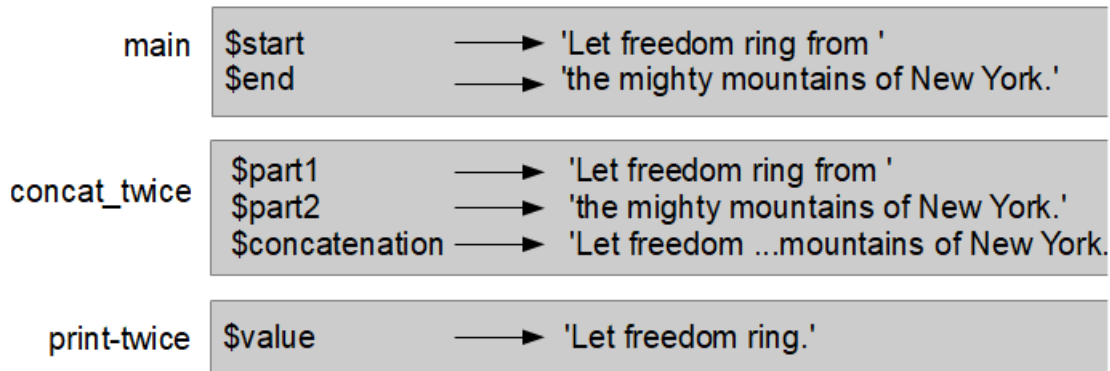 main $start 'Let freedom ring from '
$end 'the mighty mountains of New York.'
$part1 'Let freedom ring from '
concat_twice $part2 'the mighty mountains of New York.'
$concatenation 'Let freedom ...mountains of New York.
print-twice $value 'Let freedom ring.'